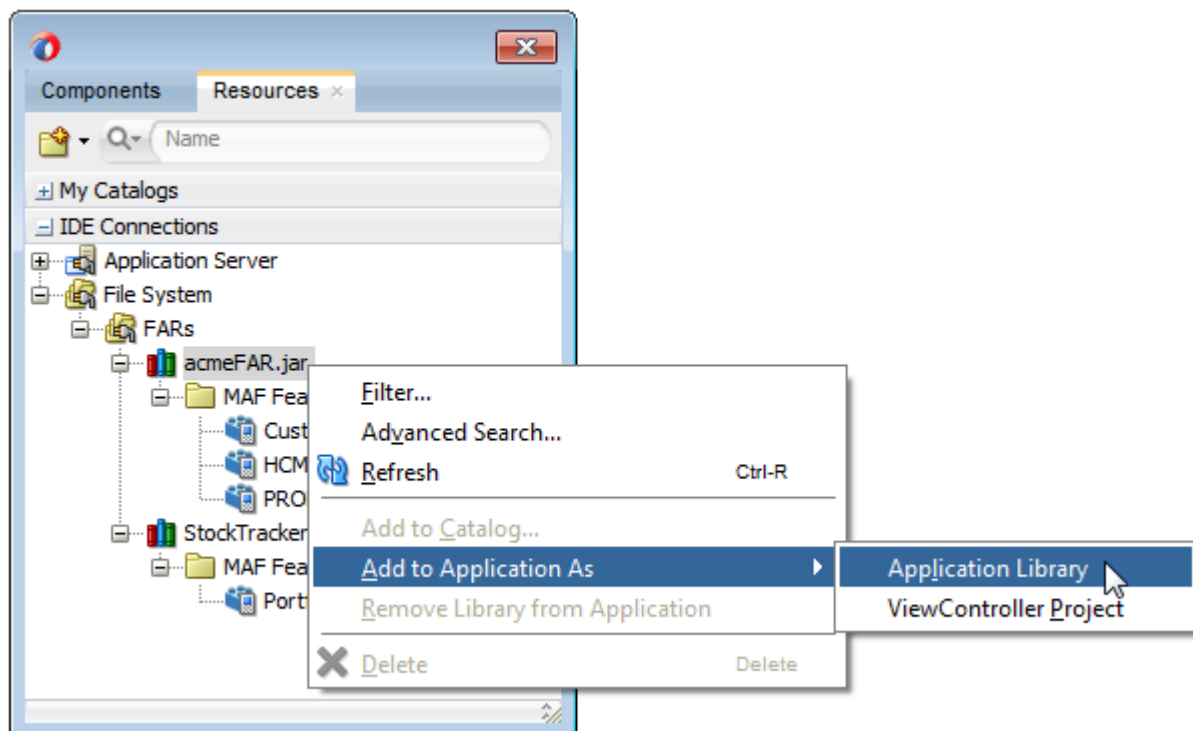 Components Resources
Name
My Catalogs
IDE Connections
Application Server
File System
FARs
acmeFAR.jar
MAF Fea
Cust
HCM
PRO
StockTracker
MAF Fea
Port
Filter...
Advanced Search...
Refresh Ctrl-R
Add to Catalog...
Add to Application As
Remove Library from Application
Delete Delete
Application Library
ViewController Project